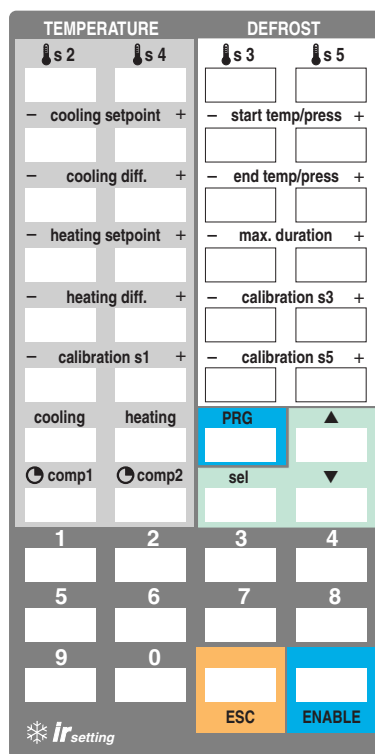 TEMPERATURE DEFROST
s 2 s 4 s 3 s 5
– cooling setpoint + – start temp/press +
– cooling diff. + – end temp/press +
– heating setpoint + – max. duration +
– heating diff. + – calibration s3 +
– calibration s1 + – calibration s5 +
cooling heating PRG ▲
comp1 comp2 sel ▼
1 2 3 4
5 6 7 8
9 0
ESC ENABLE
ir setting